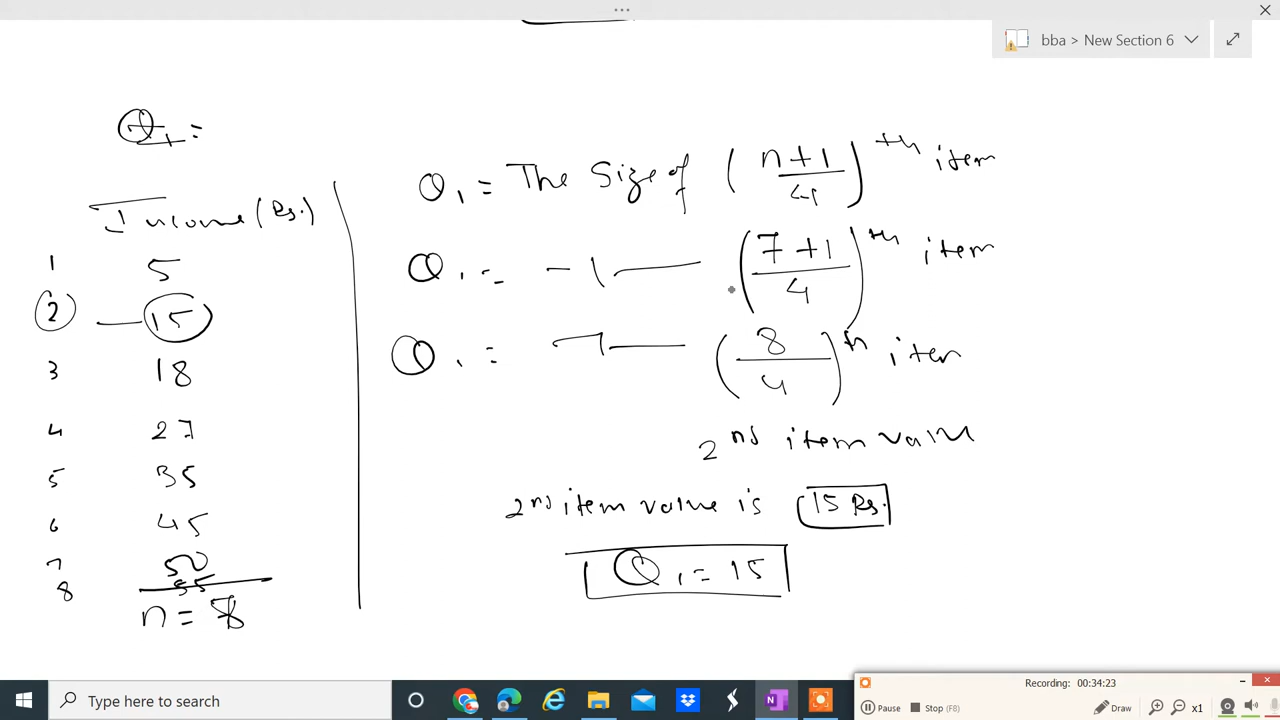 bba > New Section 6
Q1 =
Income (Rs.)
1 5
2 15
3 18
4 27
5 35
6 45
7 50
8 55
n = 8
Q1 = The Size of (n+1/4)th item
Q1 = (7+1/4)th item
Q1 = (8/4)th item
2nd item value
2nd item value is 15 Rs.
Q1 = 15
Recording: 00:34:23
Type here to search
Pause Stop (F8) Draw x1